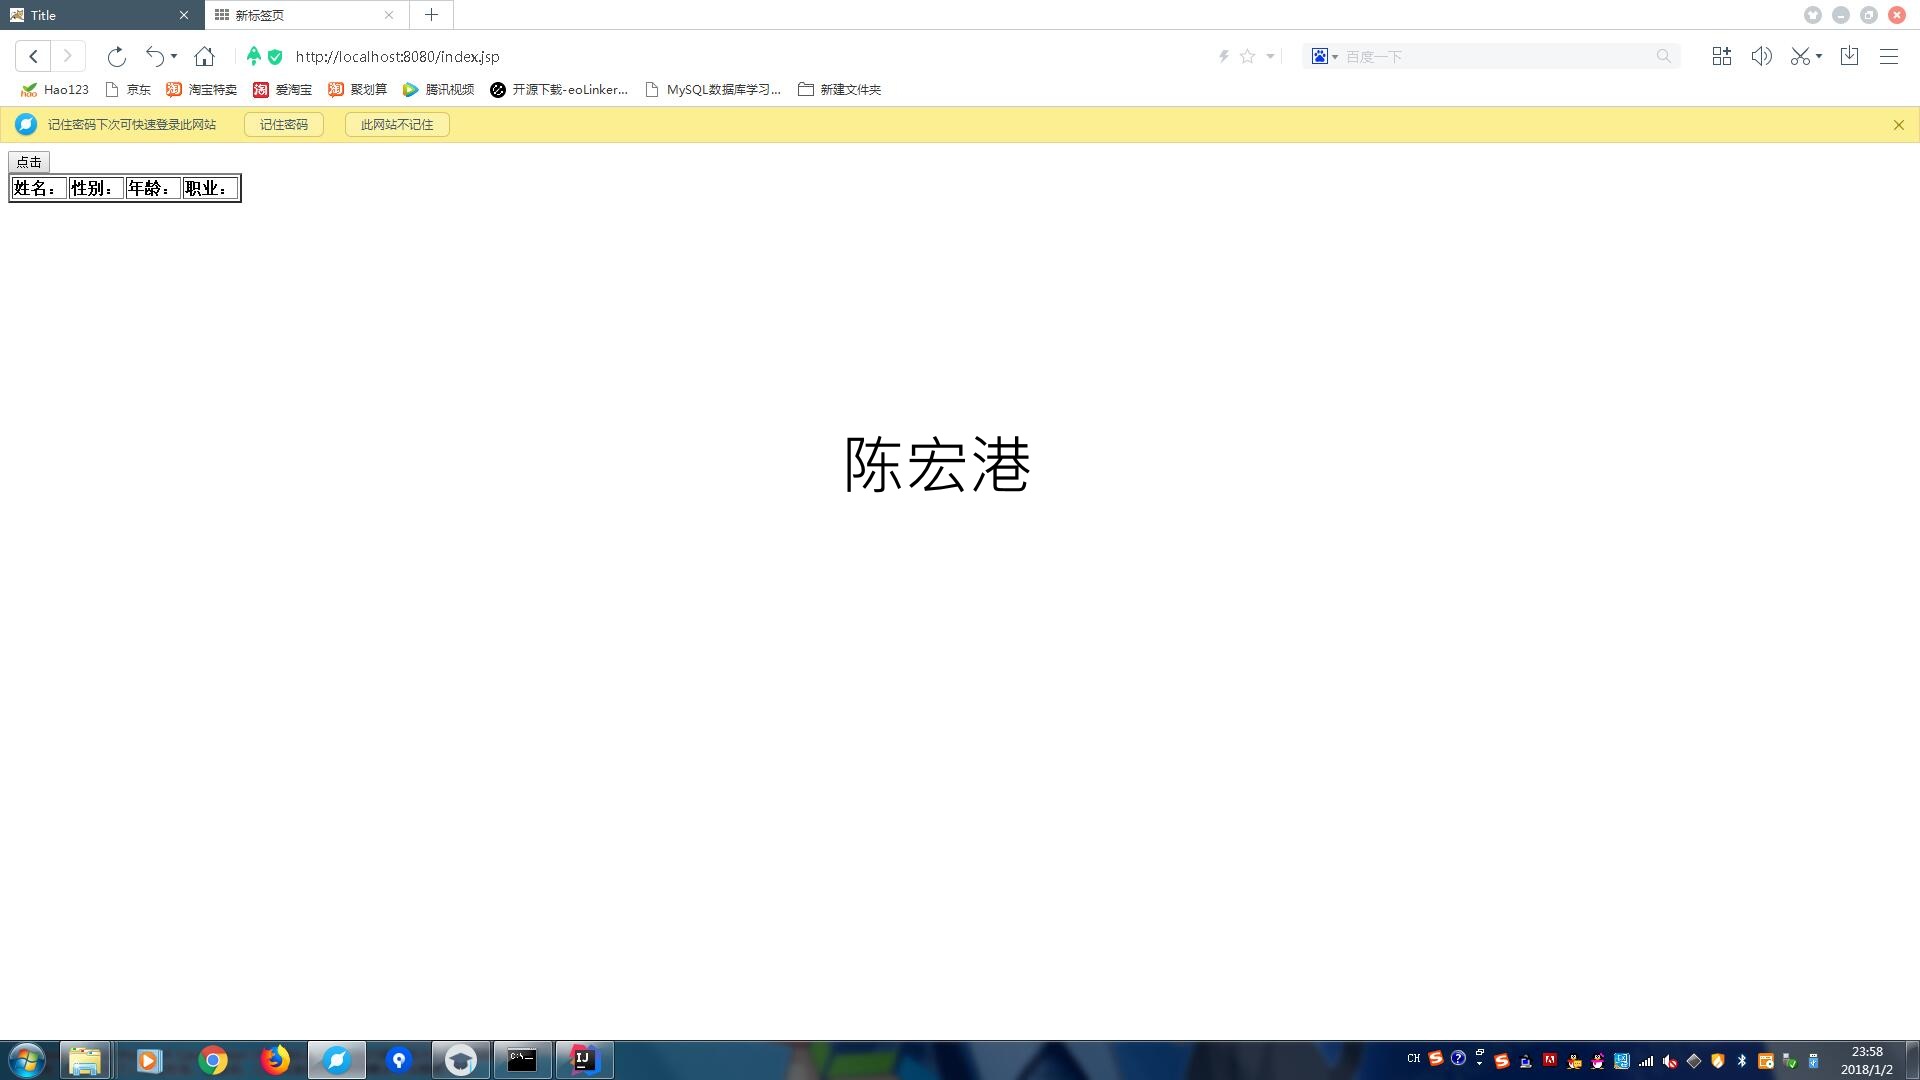 Title
新标签页
http://localhost:8080/index.jsp
百度一下
Hao123
京东
淘宝特卖
爱淘宝
聚划算
腾讯视频
开源下载-eoLinker...
MySQL数据库学习...
新建文件夹
记住密码下次可快速登录此网站
记住密码
此网站不记住
点击
姓名： 性别： 年龄： 职业：
陈宏港
CH
23:58
2018/1/2